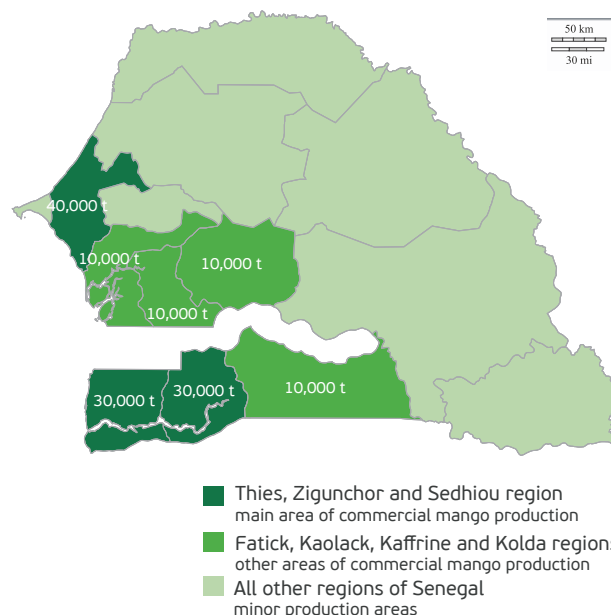 50 km
30 mi
40,000 t
10,000 t
10,000 t
10,000 t
30,000 t
30,000 t
10,000 t
Thies, Zigunchor and Sedhiou region
main area of commercial mango production
Fatick, Kaolack, Kaffrine and Kolda region
other areas of commercial mango production
All other regions of Senegal
minor production areas